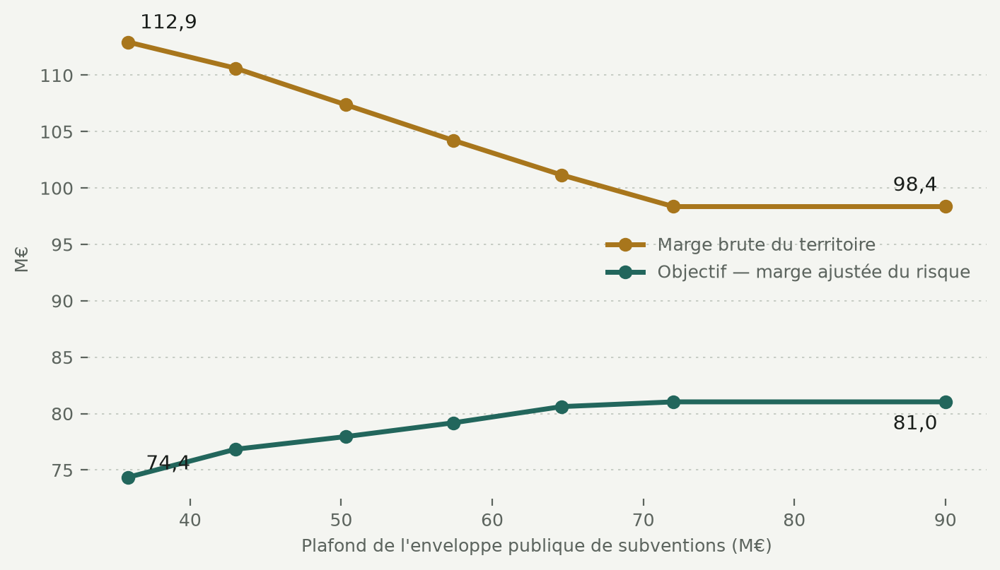 112,9
110
105
100
98,4
95
Marge brute du territoire
M€
Objectif — marge ajustée du risque
90
85
80
81,0
74,4
75
40 50 60 70 80 90
Plafond de l'enveloppe publique de subventions (M€)